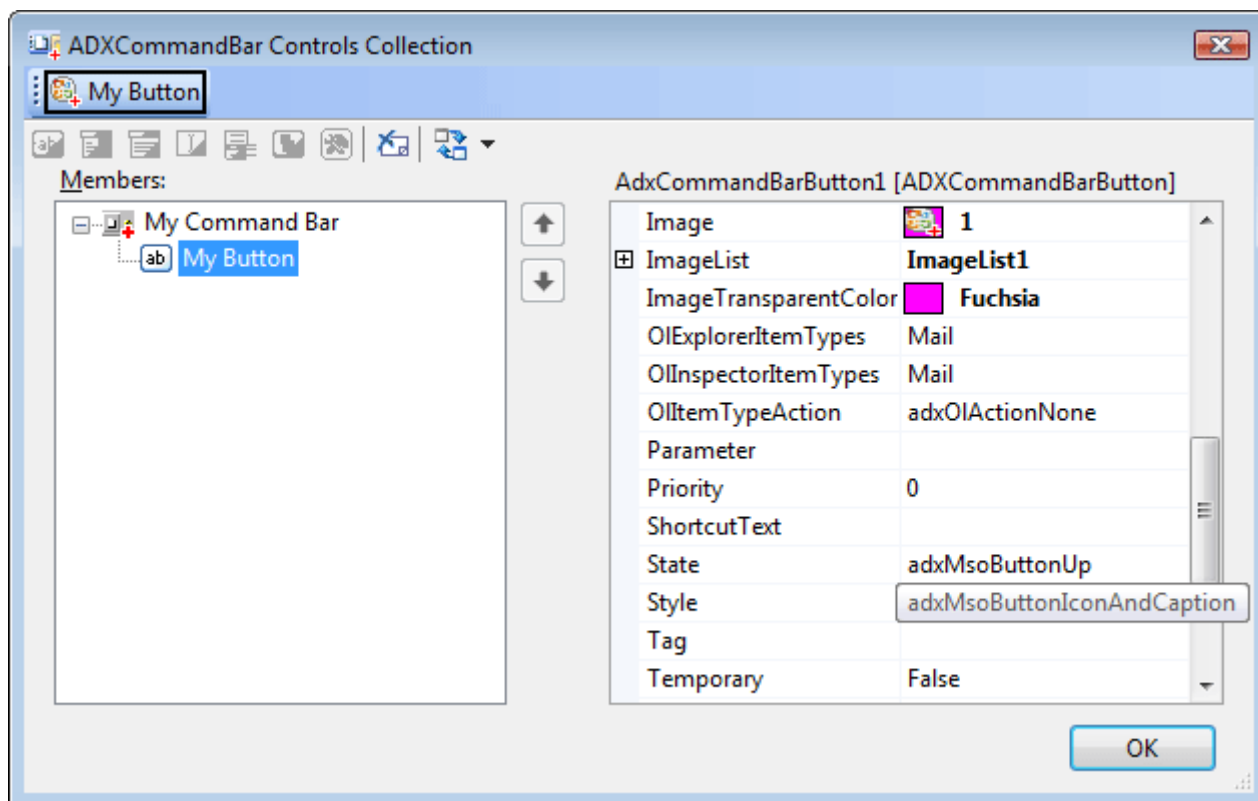 ADXCommandBar Controls Collection
My Button
Members:
AdxCommandBarButton1 [ADXCommandBarButton]
My Command Bar
ab My Button
Image 1
ImageList ImageList1
ImageTransparentColor Fuchsia
OlExplorerItemTypes Mail
OlInspectorItemTypes Mail
OlItemTypeAction adxOlActionNone
Parameter
Priority 0
ShortcutText
State adxMsoButtonUp
Style adxMsoButtonIconAndCaption
Tag
Temporary False
OK